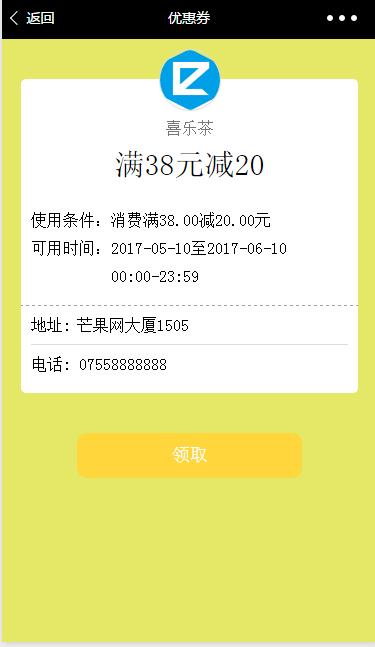 返回 优惠券
喜乐茶
满38元减20
使用条件：消费满38.00减20.00元
可用时间：2017-05-10至2017-06-10
00:00-23:59
地址：芒果网大厦1505
电话：07558888888
领取